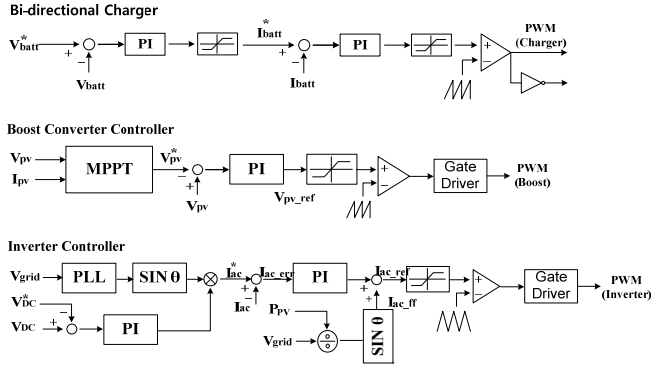 Bi-directional Charger
V*batt
+
−
Vbatt
PI
I*batt
+
−
Ibatt
PI
+
−
PWM
(Charger)
Boost Converter Controller
Vpv
Ipv
MPPT
V*pv
−
+
Vpv
PI
Vpv_ref
+
−
Gate
Driver
PWM
(Boost)
Inverter Controller
Vgrid
PLL
SIN θ
I*ac
Iac_err
+
−
Iac
PI
Iac_ref
+
+
Iac_ff
+
−
Gate
Driver
PWM
(Inverter)
V*DC
−
VDC
+
PI
PPV
Vgrid
÷
SIN θ